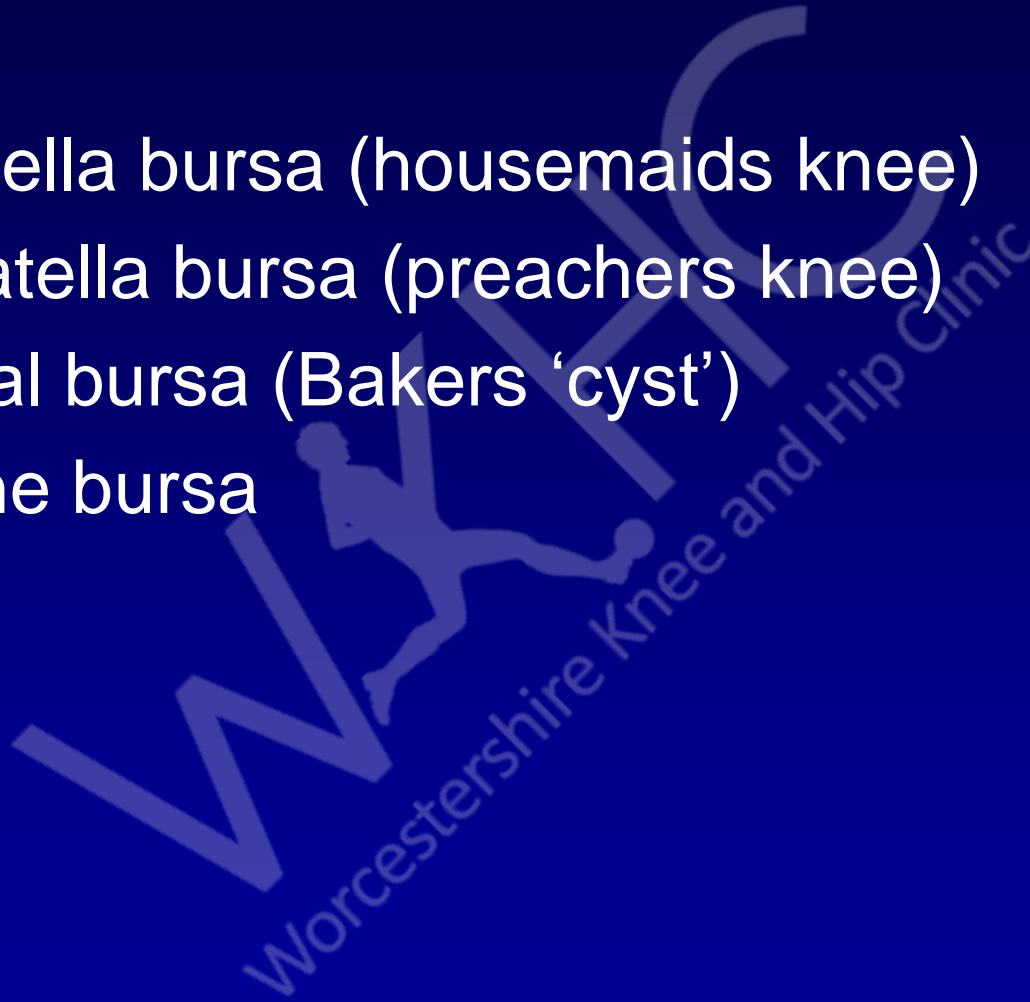 ella bursa (housemaids knee)
atella bursa (preachers knee)
al bursa (Bakers ‘cyst’)
ne bursa
WKHC
Worcestershire Knee and Hip Clinic